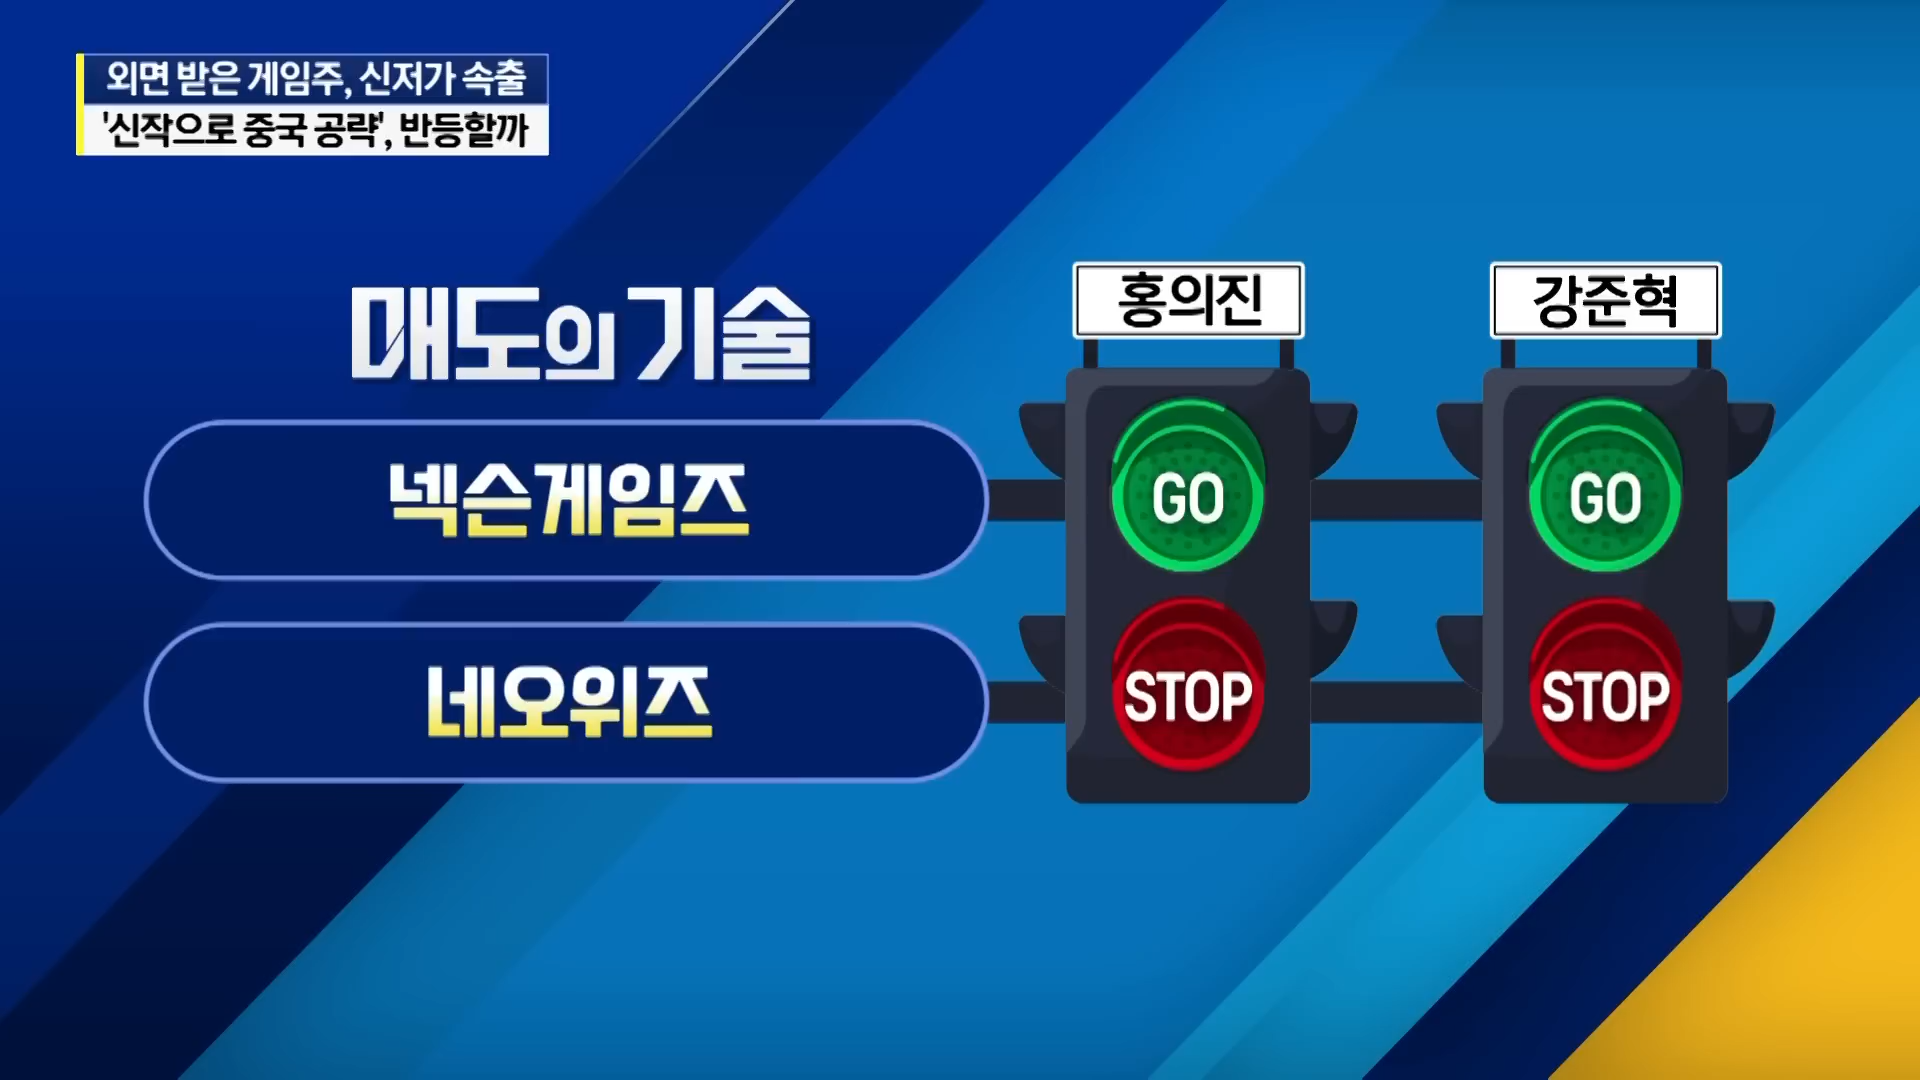 외면 받은 게임주, 신저가 속출
'신작으로 중국 공략', 반등할까
매도의 기술
홍의진
강준혁
넥슨게임즈
GO
GO
네오위즈
STOP
STOP